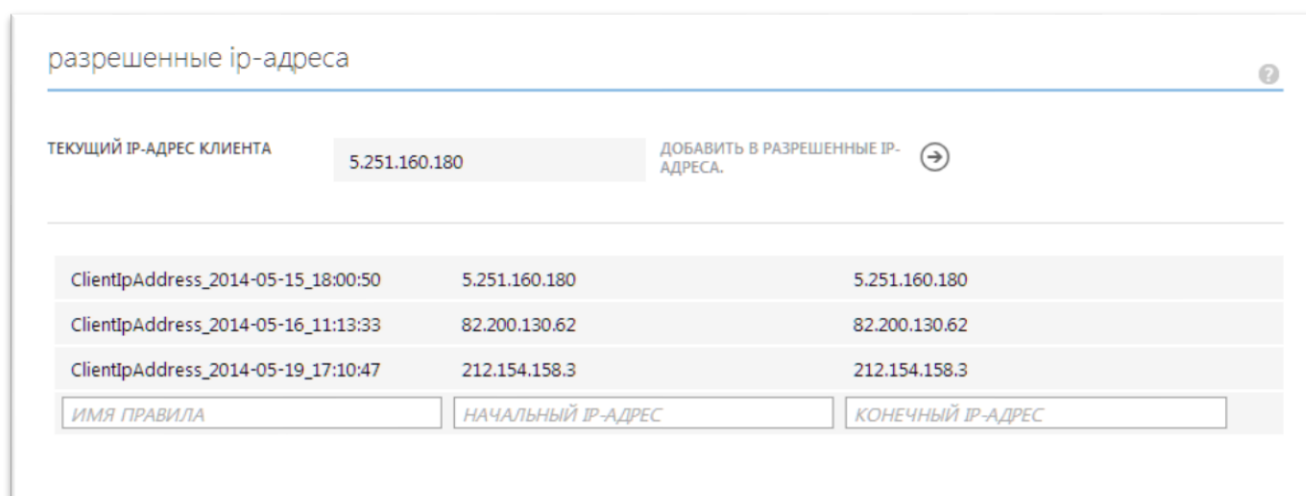 разрешенные ip-адреса
?
ТЕКУЩИЙ IP-АДРЕС КЛИЕНТА 5.251.160.180 ДОБАВИТЬ В РАЗРЕШЕННЫЕ IP-
АДРЕСА.
ClientIpAddress_2014-05-15_18:00:50 5.251.160.180 5.251.160.180
ClientIpAddress_2014-05-16_11:13:33 82.200.130.62 82.200.130.62
ClientIpAddress_2014-05-19_17:10:47 212.154.158.3 212.154.158.3
ИМЯ ПРАВИЛА НАЧАЛЬНЫЙ IP-АДРЕС КОНЕЧНЫЙ IP-АДРЕС